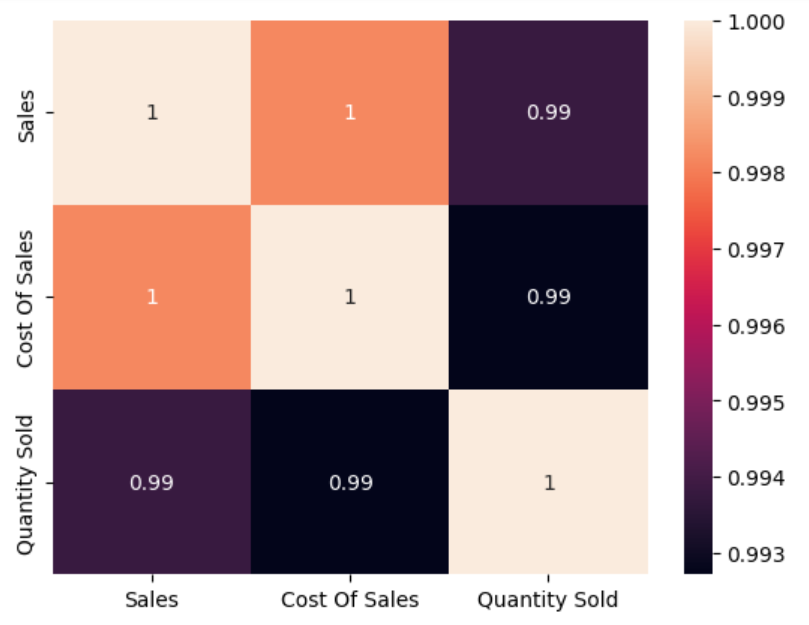 Sales
1
1
0.99
Cost Of Sales
1
1
0.99
Quantity Sold
0.99
0.99
1
Sales
Cost Of Sales
Quantity Sold
1.000
0.999
0.998
0.997
0.996
0.995
0.994
0.993